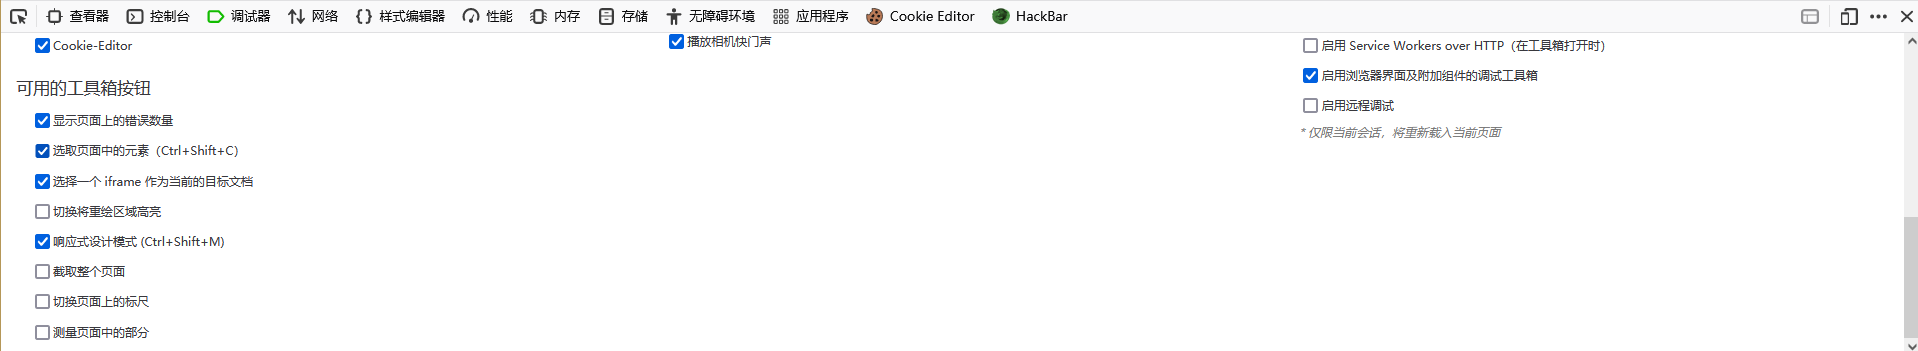 查看器 控制台 调试器 网络 样式编辑器 性能 内存 存储 无障碍环境 应用程序 Cookie Editor HackBar
Cookie-Editor
可用的工具箱按钮
显示页面上的错误数量
选取页面中的元素（Ctrl+Shift+C）
选择一个 iframe 作为当前的目标文档
切换将重绘区域高亮
响应式设计模式 (Ctrl+Shift+M)
截取整个页面
切换页面上的标尺
测量页面中的部分
播放相机快门声
启用 Service Workers over HTTP（在工具箱打开时）
启用浏览器界面及附加组件的调试工具箱
启用远程调试
* 仅限当前会话，将重新载入当前页面